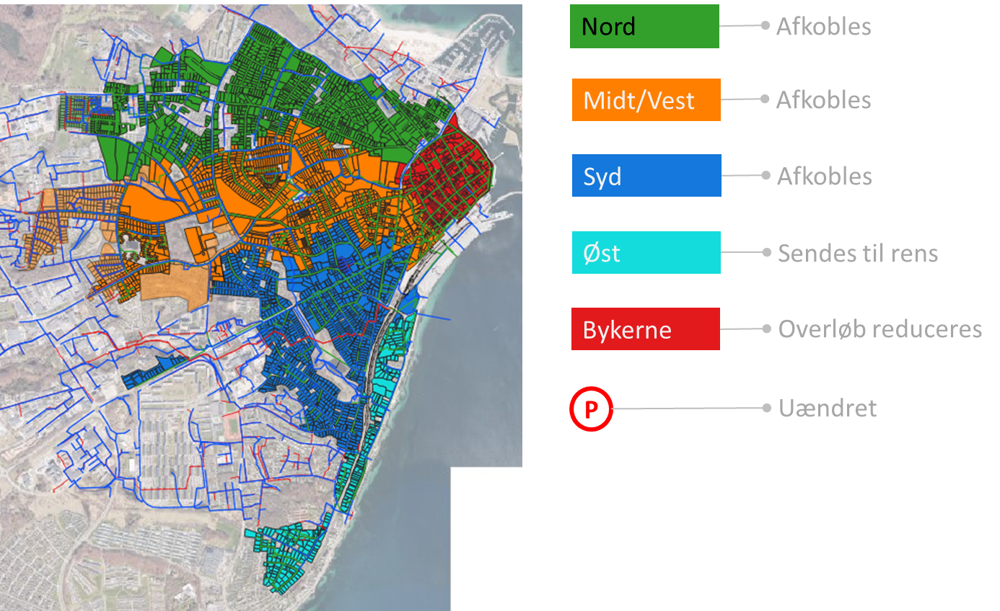 Nord Afkobles
Midt/Vest Afkobles
Syd Afkobles
Øst Sendes til rens
Bykerne Overløb reduceres
P Uændret